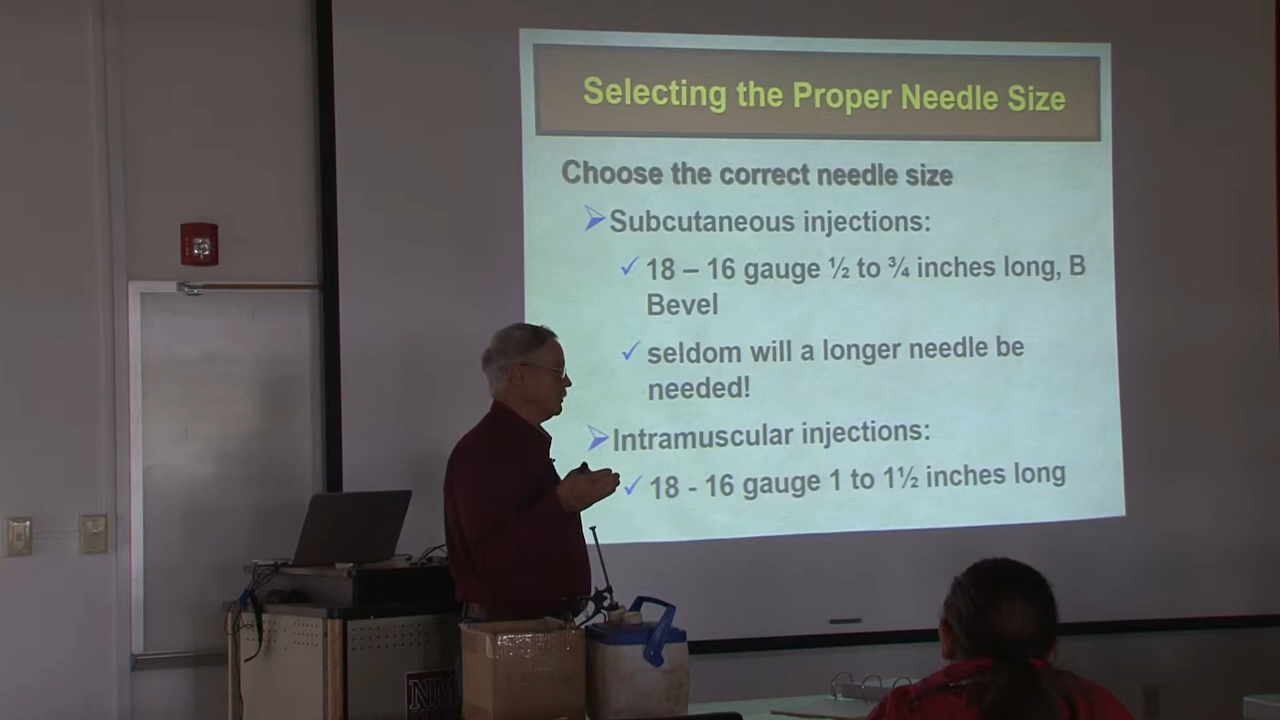 Selecting the Proper Needle Size
Choose the correct needle size
Subcutaneous injections:
18 – 16 gauge ½ to ¾ inches long, B
Bevel
seldom will a longer needle be
needed!
Intramuscular injections:
18 - 16 gauge 1 to 1½ inches long
NM